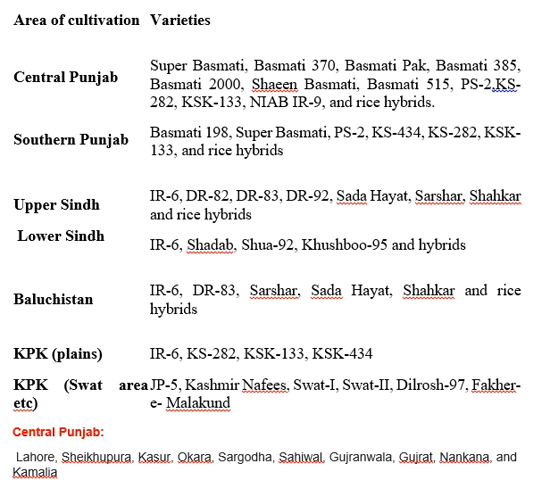 Area of cultivation Varieties
Central Punjab
Super Basmati, Basmati 370, Basmati Pak, Basmati 385,
Basmati 2000, Shaeen Basmati, Basmati 515, PS-2,KS-
282, KSK-133, NIAB IR-9, and rice hybrids.
Southern Punjab
Basmati 198, Super Basmati, PS-2, KS-434, KS-282, KSK-
133, and rice hybrids
Upper Sindh
IR-6, DR-82, DR-83, DR-92, Sada Hayat, Sarshar, Shahkar
and rice hybrids
Lower Sindh
IR-6, Shadab, Shua-92, Khushboo-95 and hybrids
Baluchistan
IR-6, DR-83, Sarshar, Sada Hayat, Shahkar and rice
hybrids
KPK (plains)
IR-6, KS-282, KSK-133, KSK-434
KPK (Swat area
etc)
JP-5, Kashmir Nafees, Swat-I, Swat-II, Dilrosh-97, Fakher-
e- Malakund
Central Punjab:
Lahore, Sheikhupura, Kasur, Okara, Sargodha, Sahiwal, Gujranwala, Gujrat, Nankana, and
Kamalia